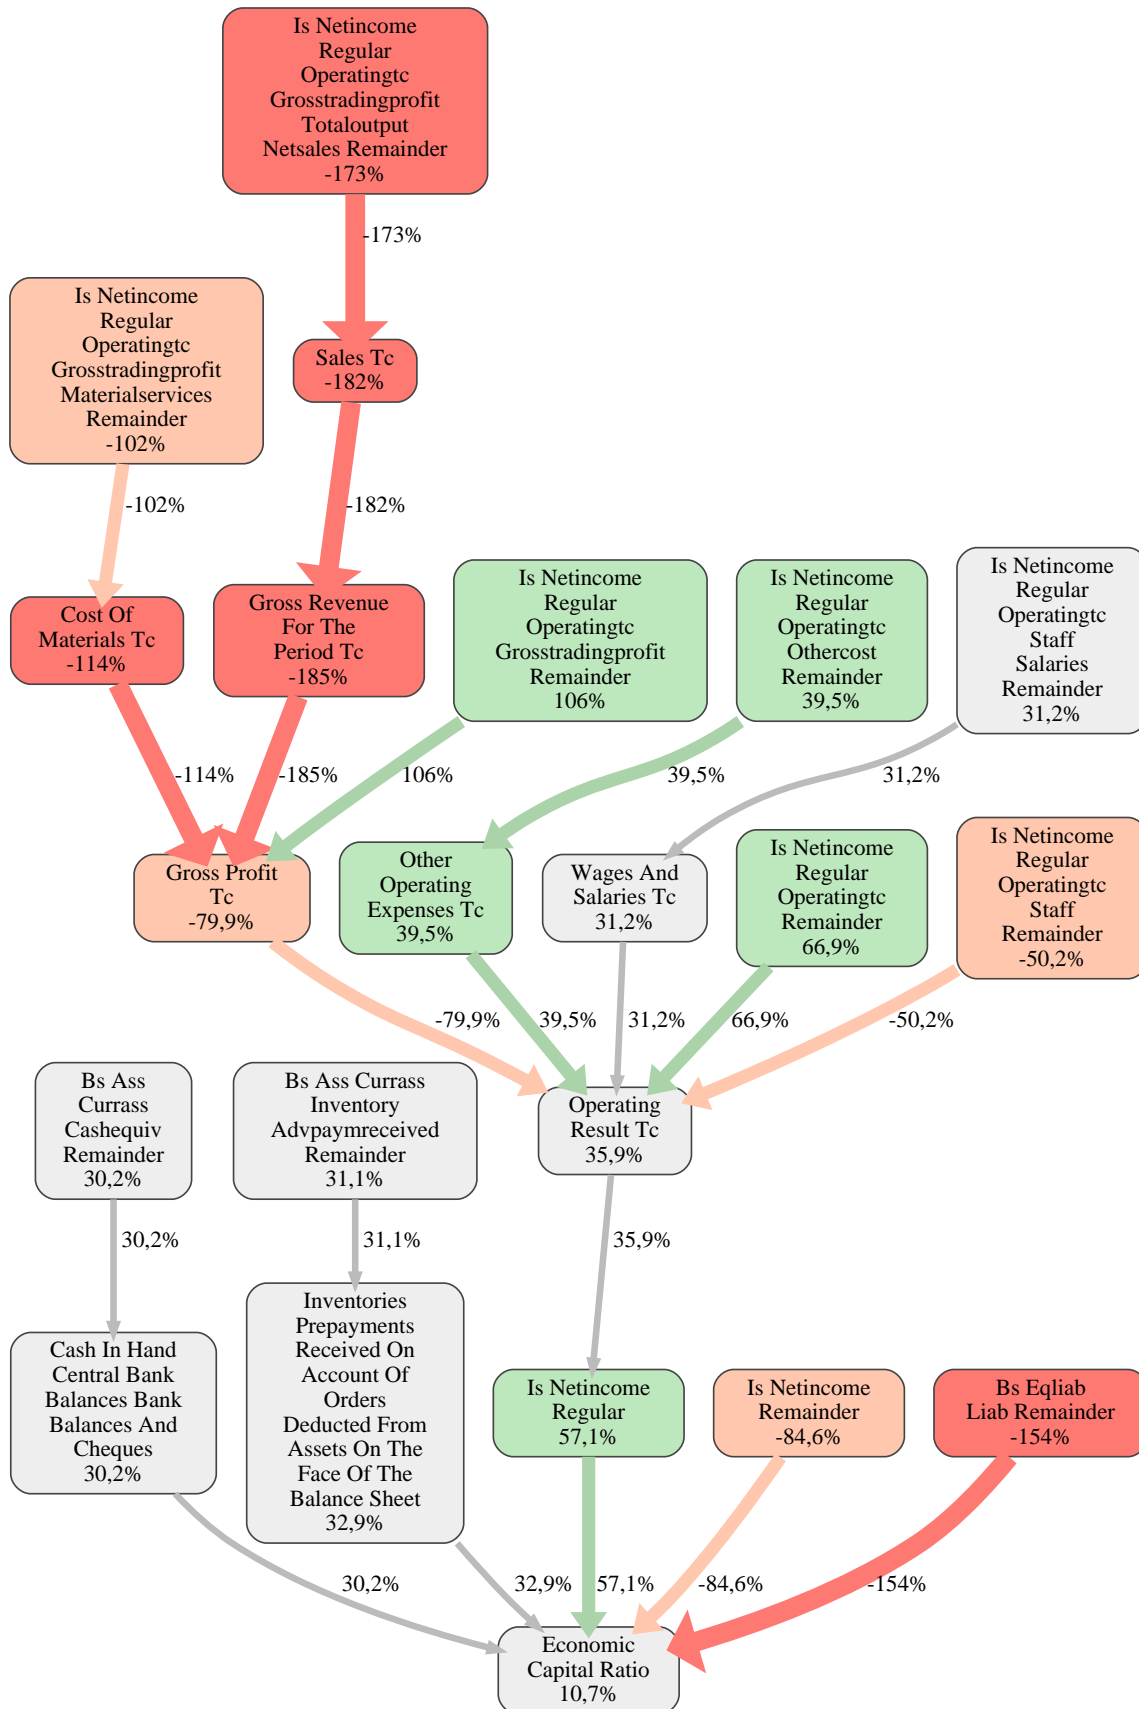 Is Netincome
Regular
Operatingtc
Grosstradingprofit
Totaloutput
Netsales Remainder
-173%
-173%
Is Netincome
Regular
Operatingtc
Grosstradingprofit
Materialservices
Remainder
-102%
Sales Tc
-182%
-102%
-182%
Is Netincome
Regular
Operatingtc
Staff
Salaries
Remainder
31,2%
Is Netincome
Regular
Operatingtc
Grosstradingprofit
Remainder
106%
Is Netincome
Regular
Operatingtc
Othercost
Remainder
39,5%
Cost Of
Materials Tc
-114%
Gross Revenue
For The
Period Tc
-185%
-114%
-185%
106%
39,5%
31,2%
Gross Profit
Tc
-79,9%
Other
Operating
Expenses Tc
39,5%
Wages And
Salaries Tc
31,2%
Is Netincome
Regular
Operatingtc
Remainder
66,9%
Is Netincome
Regular
Operatingtc
Staff
Remainder
-50,2%
-79,9%
39,5%
31,2%
66,9%
-50,2%
Bs Ass
Currass
Cashequiv
Remainder
30,2%
Bs Ass Currass
Inventory
Advpaymreceived
Remainder
31,1%
Operating
Result Tc
35,9%
30,2%
31,1%
35,9%
Cash In Hand
Central Bank
Balances Bank
Balances And
Cheques
30,2%
Inventories
Prepayments
Received On
Account Of
Orders
Deducted From
Assets On The
Face Of The
Balance Sheet
32,9%
Is Netincome
Regular
57,1%
Is Netincome
Remainder
-84,6%
Bs Eqliab
Liab Remainder
-154%
30,2%
32,9%
57,1%
-84,6%
-154%
Economic
Capital Ratio
10,7%